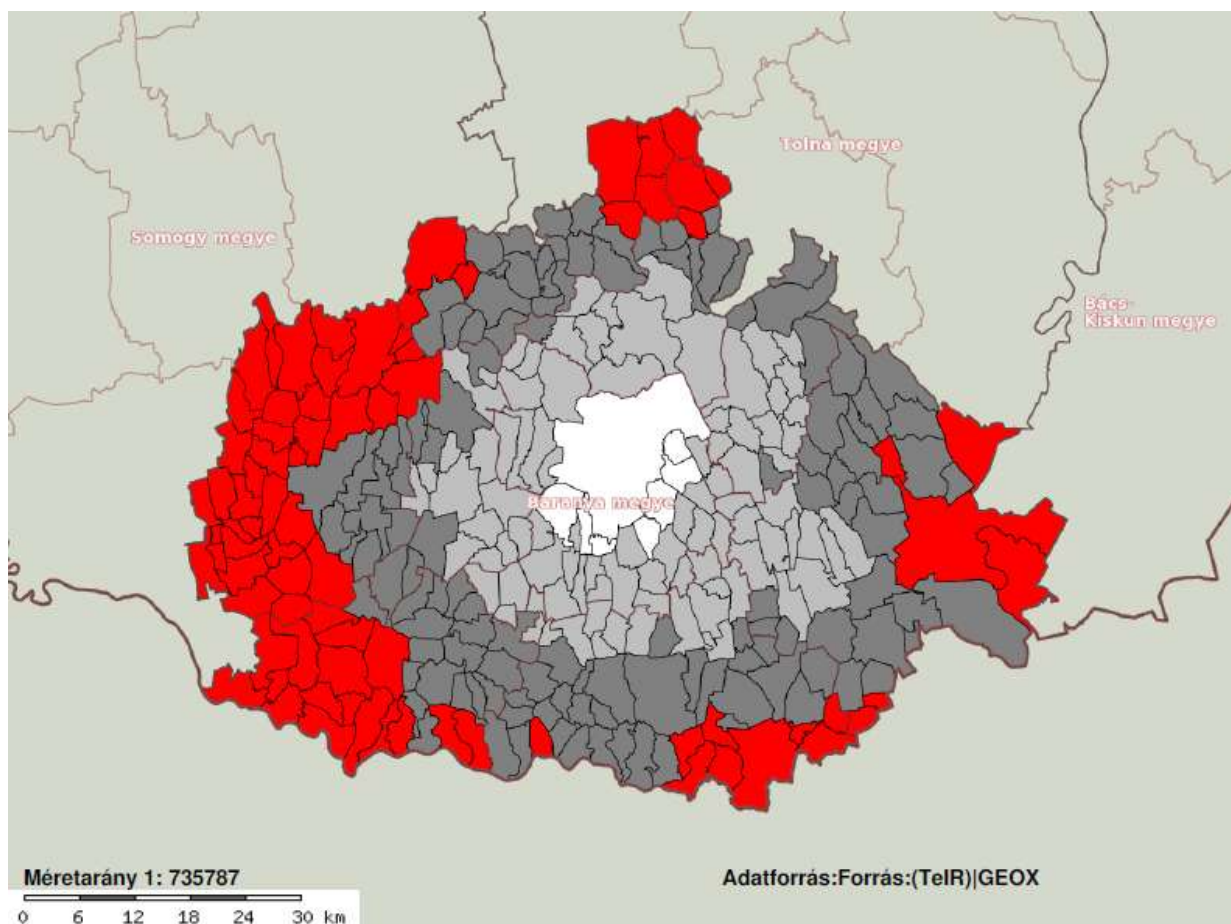 Tolna megye
Somogy megye
Bács-
Kiskun megye
Baranya megye
Méretarány 1: 735787
Adatforrás:Forrás:(TeIR)|GEOX
0 6 12 18 24 30 km